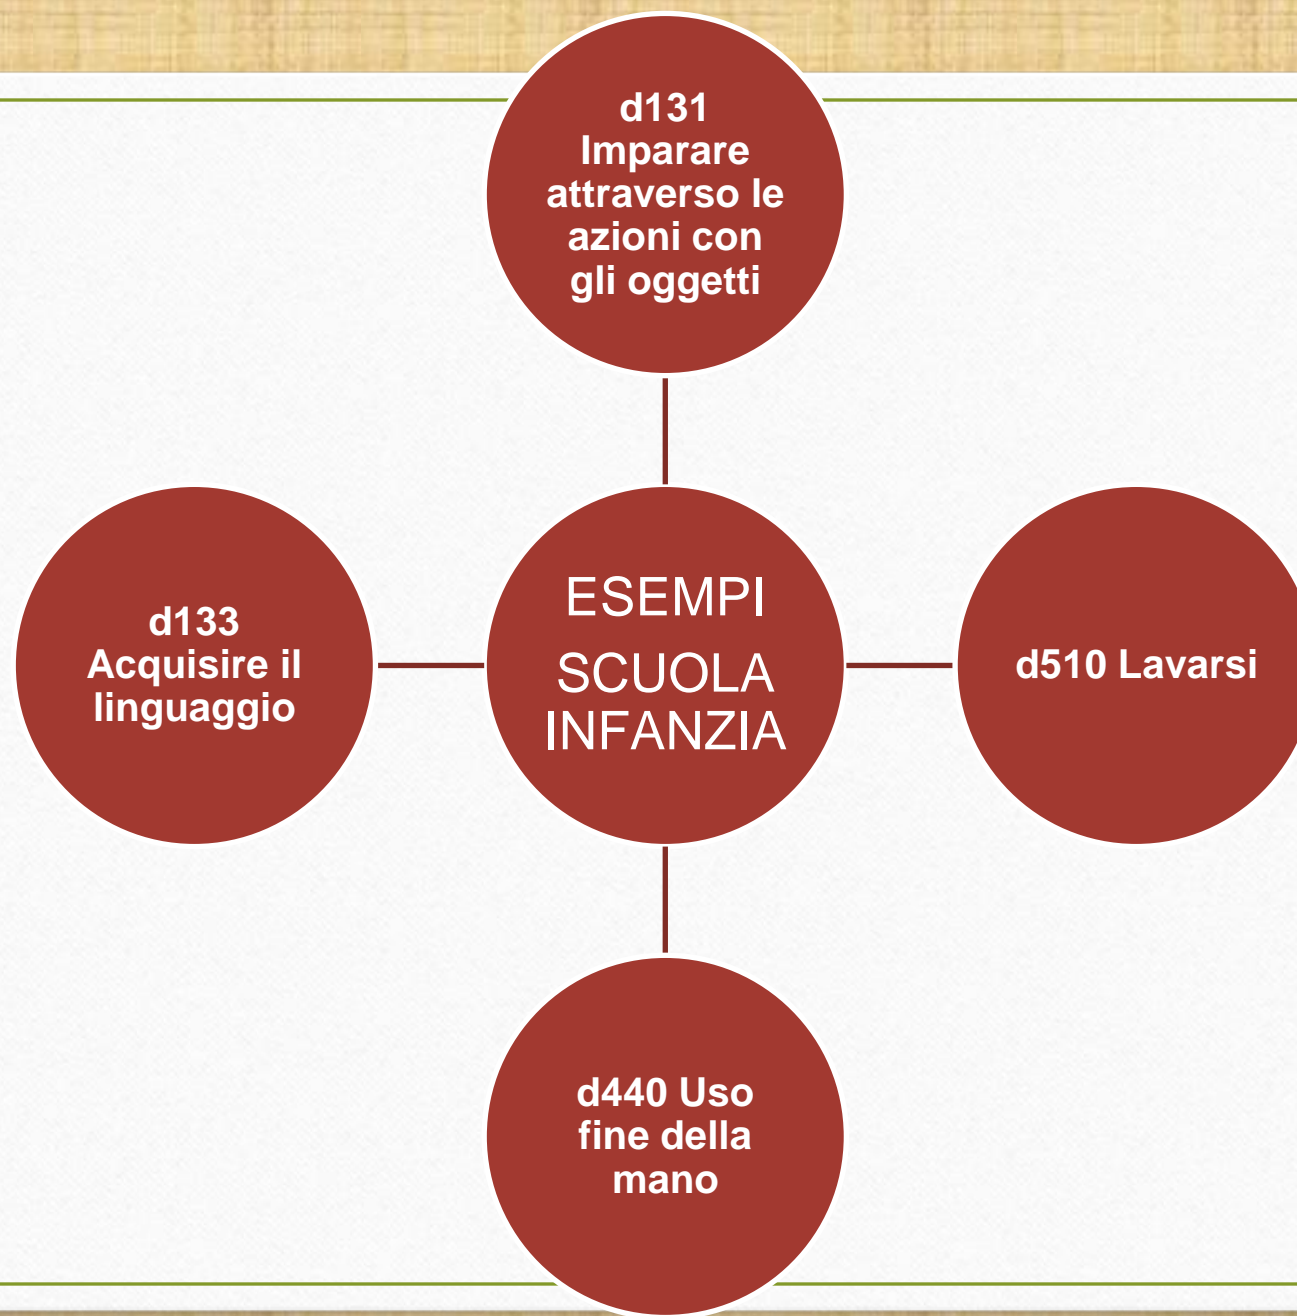 d131
Imparare
attraverso le
azioni con
gli oggetti
d133
Acquisire il
linguaggio
ESEMPI
SCUOLA
INFANZIA
d510 Lavarsi
d440 Uso
fine della
mano